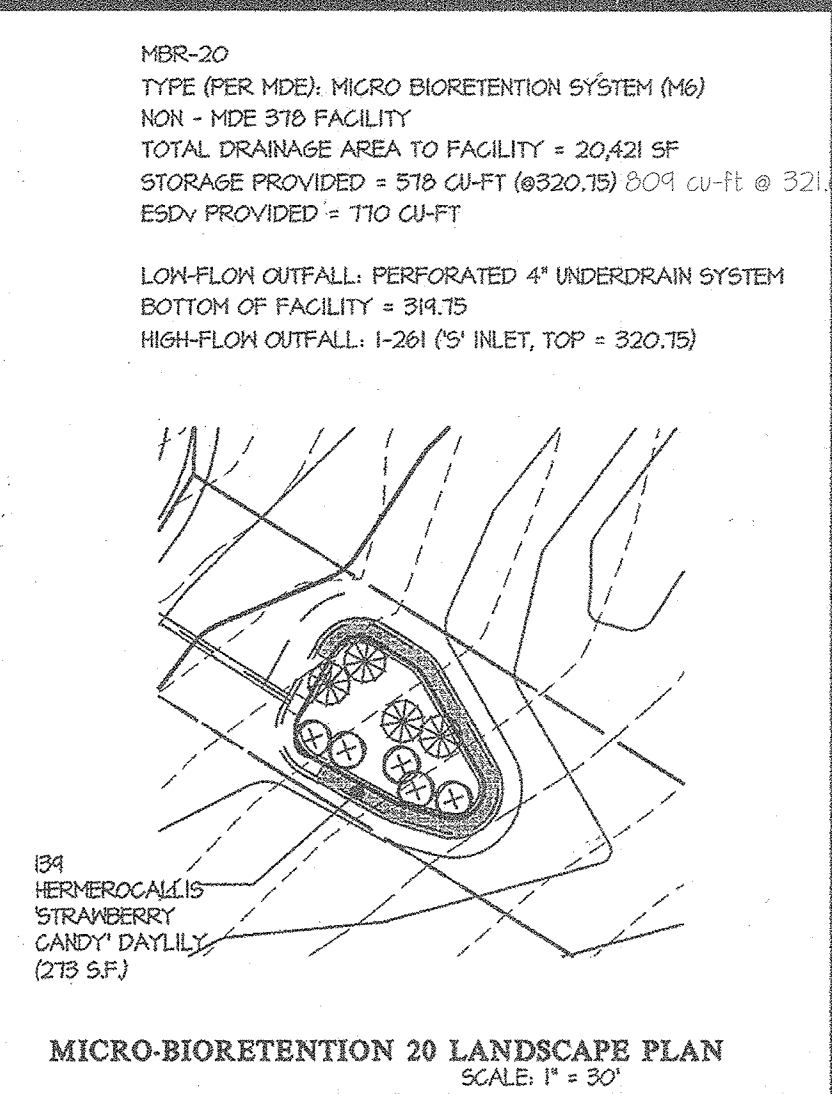 MBR-20
TYPE (PER MDE): MICRO BIORETENTION SYSTEM (M6)
NON - MDE 378 FACILITY
TOTAL DRAINAGE AREA TO FACILITY = 20,421 SF
STORAGE PROVIDED = 578 CU-FT (@320.75) 809 cu-ft @ 321.
ESDv PROVIDED = 770 CU-FT
LOW-FLOW OUTFALL: PERFORATED 4" UNDERDRAIN SYSTEM
BOTTOM OF FACILITY = 319.75
HIGH-FLOW OUTFALL: I-261 ('S' INLET, TOP = 320.75)
139
HERMEROCALLIS
'STRAWBERRY
CANDY' DAYLILY
(273 S.F.)
MICRO-BIORETENTION 20 LANDSCAPE PLAN
SCALE: 1" = 30'